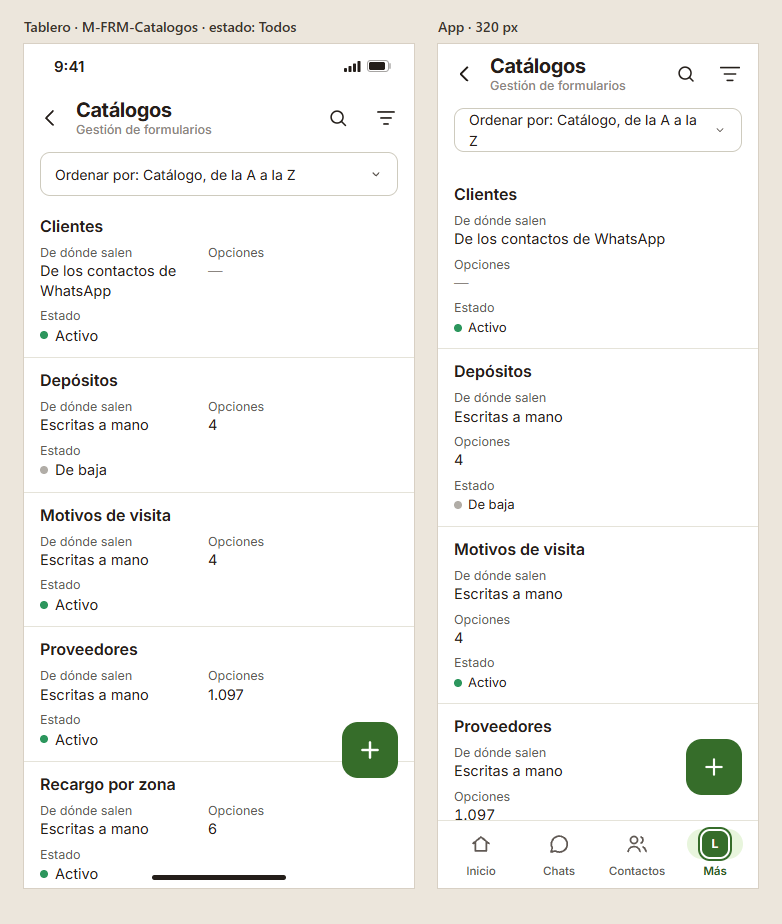 Tablero · M-FRM-Catalogos · estado: Todos
9:41
Catálogos
Gestión de formularios
Ordenar por: Catálogo, de la A a la Z
Clientes
De dónde salen
Opciones
De los contactos de
WhatsApp
—
Estado
Activo
Depósitos
De dónde salen
Opciones
Escritas a mano
4
Estado
De baja
Motivos de visita
De dónde salen
Opciones
Escritas a mano
4
Estado
Activo
Proveedores
De dónde salen
Opciones
Escritas a mano
1.097
Estado
Activo
Recargo por zona
De dónde salen
Opciones
Escritas a mano
6
Estado
Activo
App · 320 px
Catálogos
Gestión de formularios
Ordenar por: Catálogo, de la A a la
Z
Clientes
De dónde salen
De los contactos de WhatsApp
Opciones
—
Estado
Activo
Depósitos
De dónde salen
Escritas a mano
Opciones
4
Estado
De baja
Motivos de visita
De dónde salen
Escritas a mano
Opciones
4
Estado
Activo
Proveedores
De dónde salen
Escritas a mano
Opciones
1.097
L
Inicio
Chats
Contactos
Más